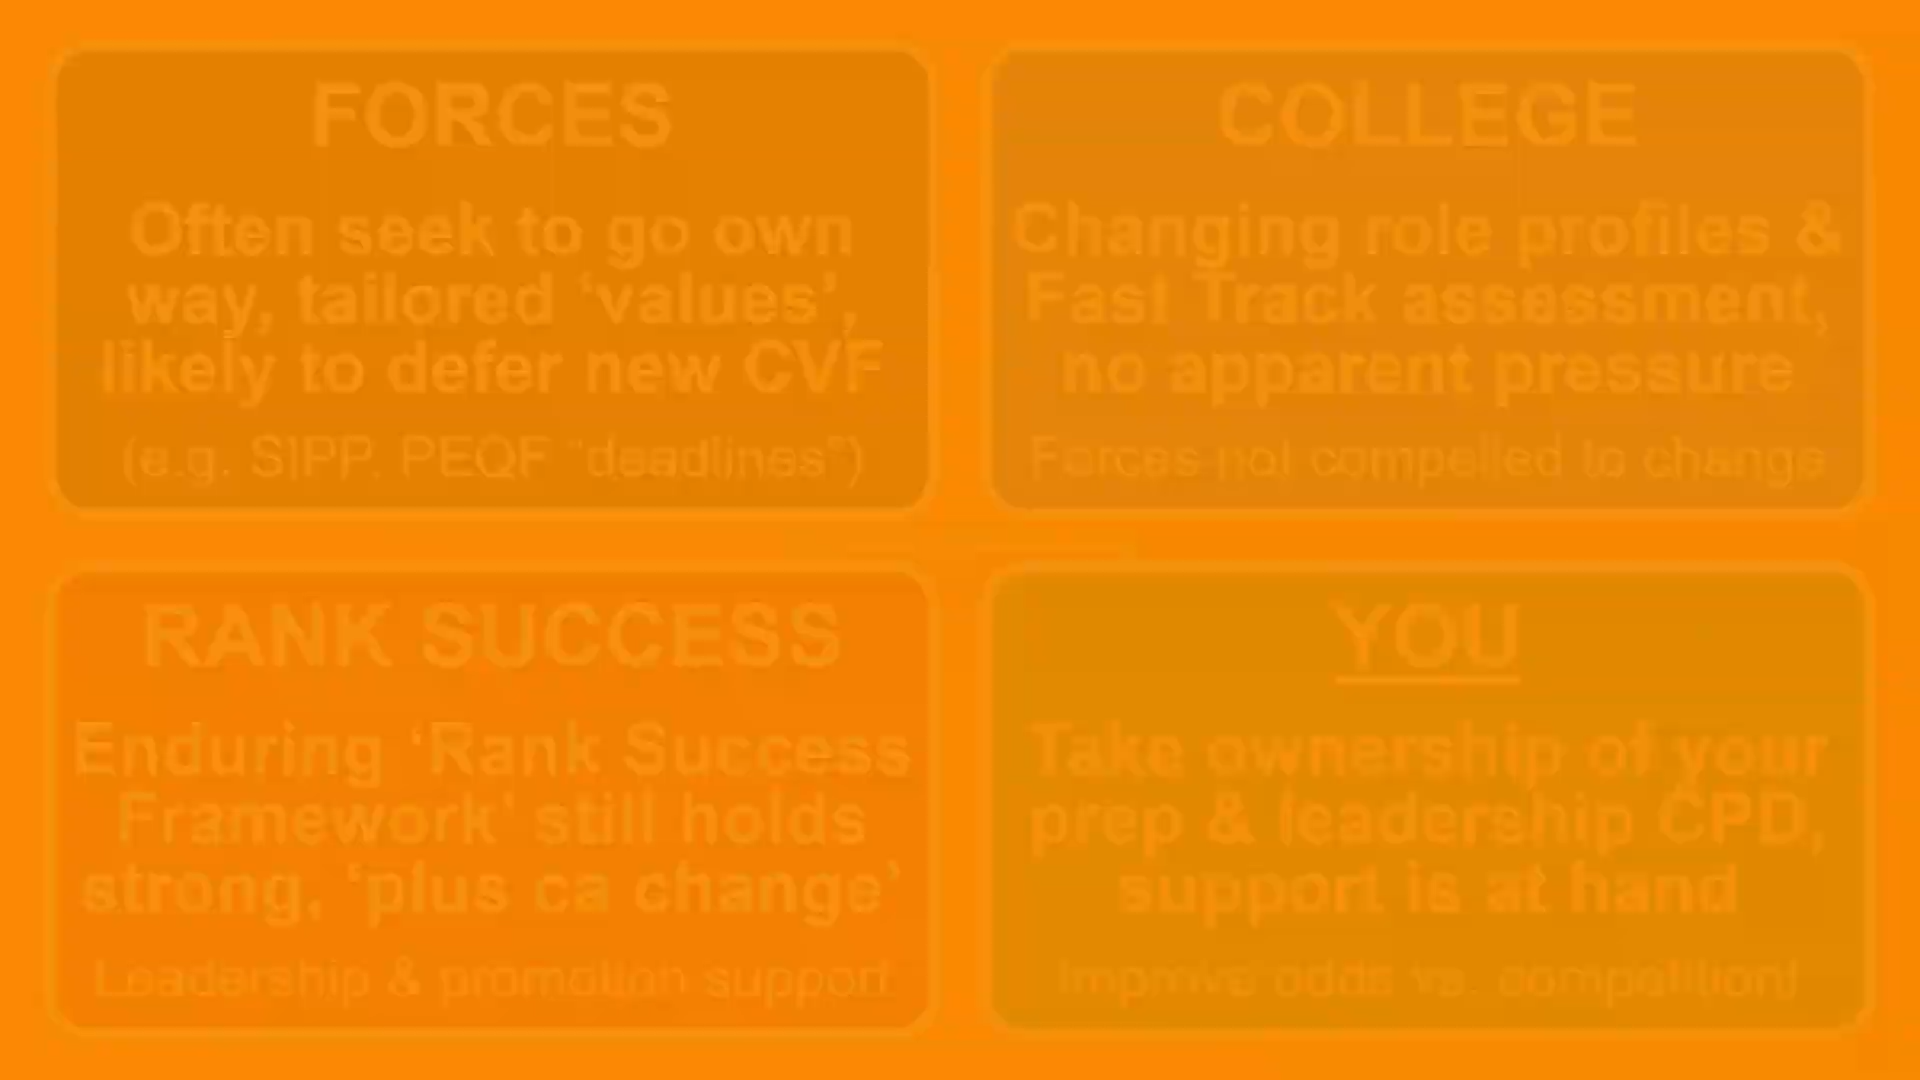 FORCES
Often seek to go own
way, tailored ‘values’,
likely to defer new CVF
(e.g. SIPP, PEQF “deadlines”)
COLLEGE
Changing role profiles &
Fast Track assessment,
no apparent pressure
Forces not compelled to change
RANK SUCCESS
Enduring ‘Rank Success
Framework’ still holds
strong, ‘plus ca change’
Leadership & promotion support
YOU
Take ownership of your
prep & leadership CPD,
support is at hand
Improve odds vs. competition!